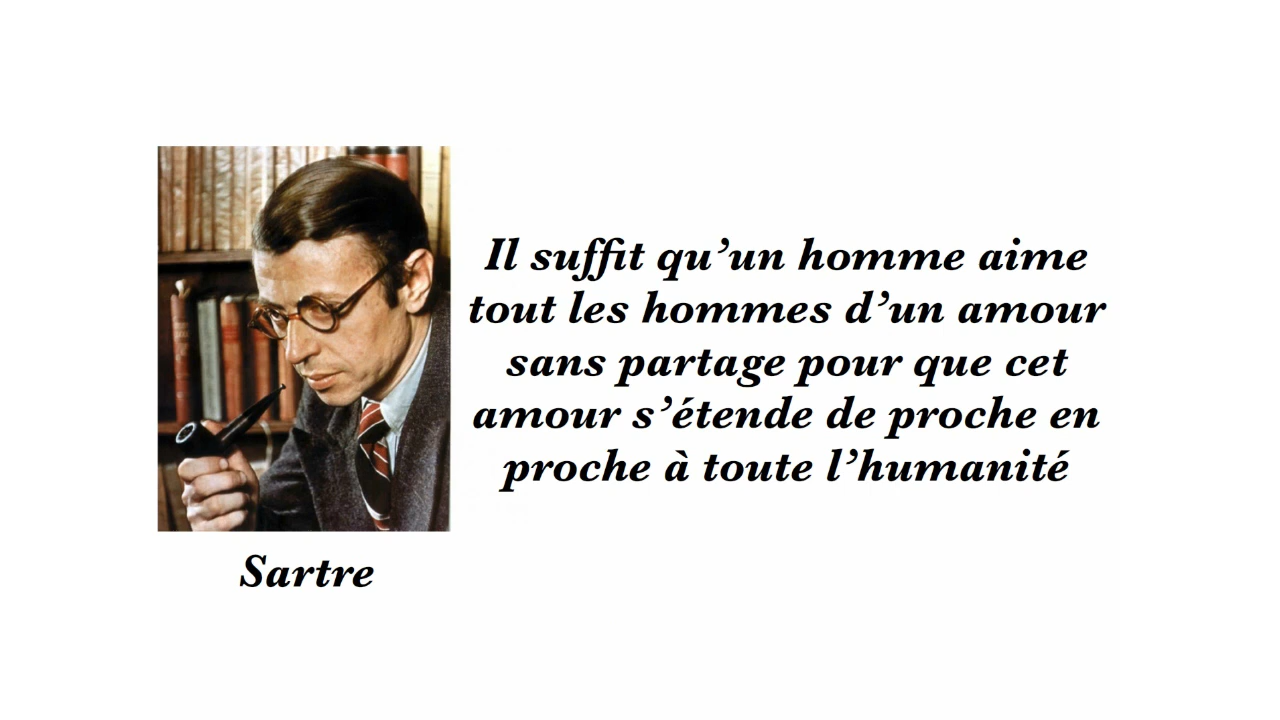 Il suffit qu’un homme aime
tout les hommes d’un amour
sans partage pour que cet
amour s’étende de proche en
proche à toute l’humanité
Sartre